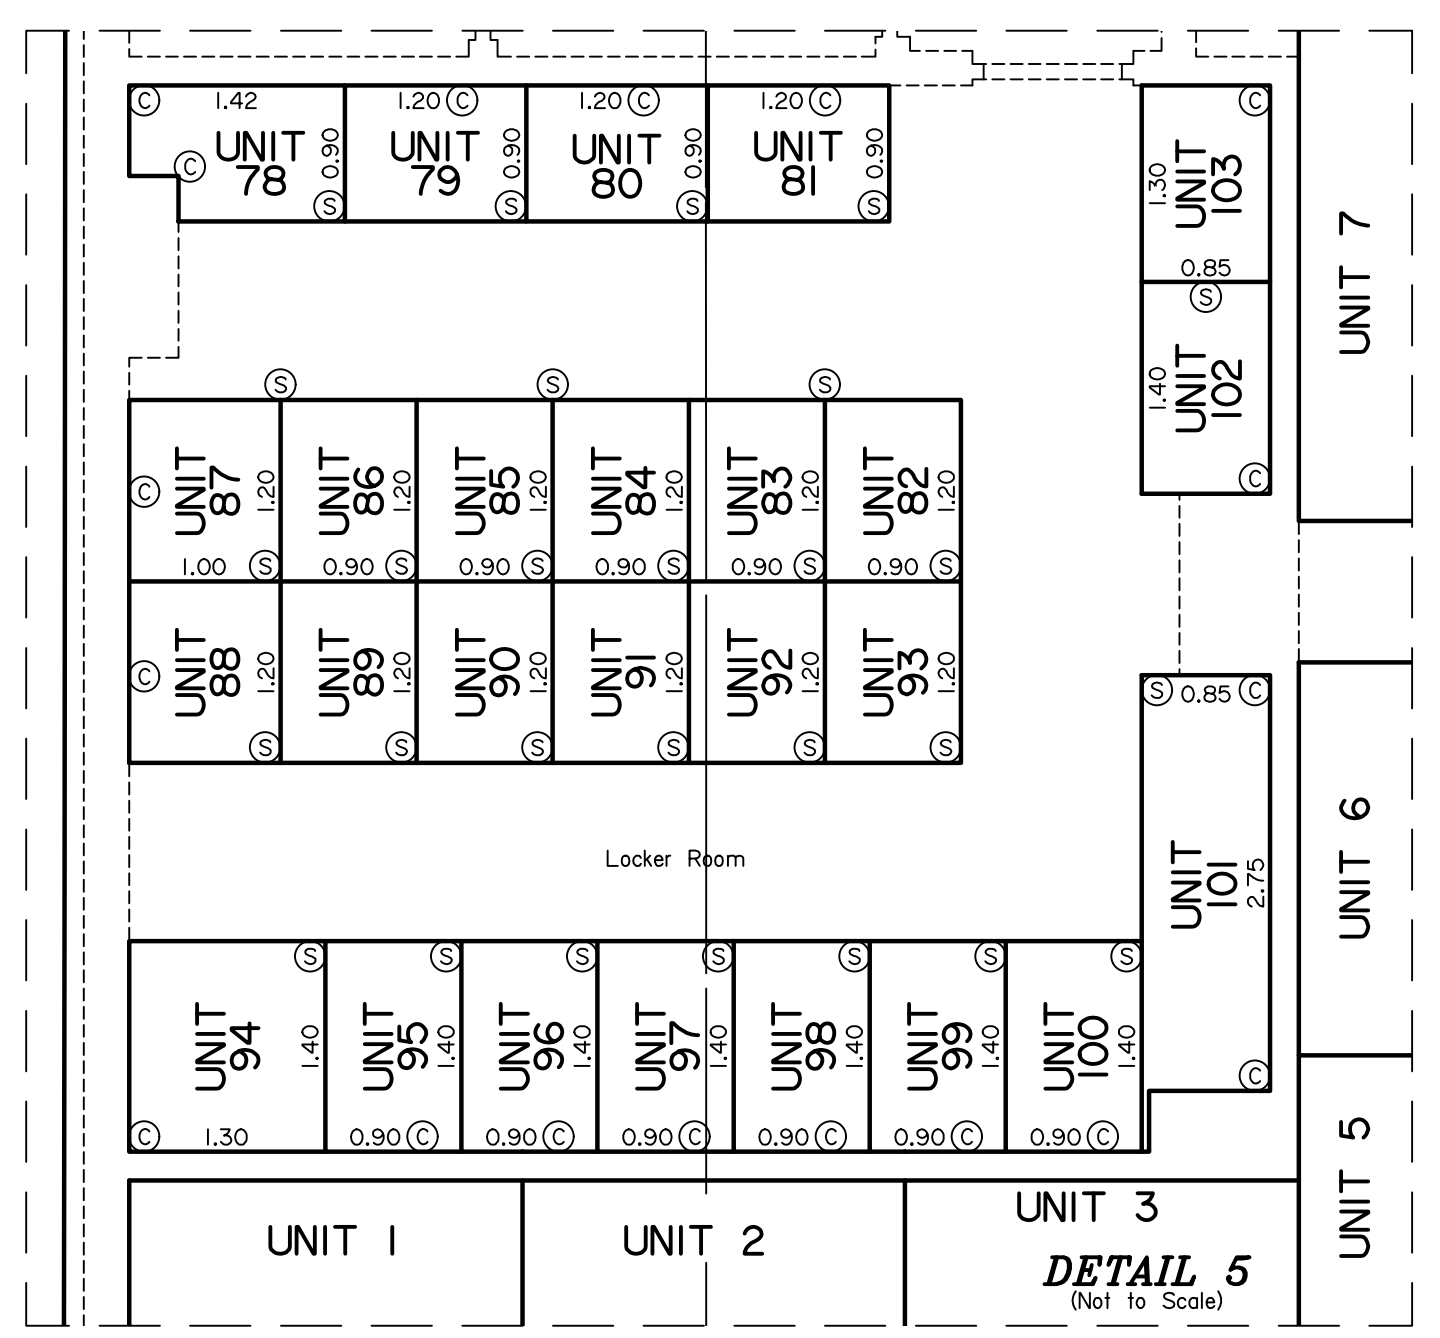 C 1.42 1.20 C 1.20 C 1.20 C C
UNIT 78 0.90 UNIT 79 0.90 UNIT 80 0.90 UNIT 81 0.90
C S S S S
1.30 UNIT 103
0.85
S
1.40 UNIT 102
C
UNIT 7
S S S
C UNIT 87 1.20 UNIT 86 1.20 UNIT 85 1.20 UNIT 84 1.20 UNIT 83 1.20 UNIT 82 1.20
1.00 S 0.90 S 0.90 S 0.90 S 0.90 S 0.90 S
C UNIT 88 1.20 UNIT 89 1.20 UNIT 90 1.20 UNIT 91 1.20 UNIT 92 1.20 UNIT 93 1.20
S S S S S S
S 0.85 C
UNIT 101 2.75
C
UNIT 6
Locker Room
S S S S S S S
UNIT 94 1.40 UNIT 95 1.40 UNIT 96 1.40 UNIT 97 1.40 UNIT 98 1.40 UNIT 99 1.40 UNIT 100 1.40
C 1.30 0.90 C 0.90 C 0.90 C 0.90 C 0.90 C 0.90 C
UNIT 5
UNIT 1 UNIT 2 UNIT 3
DETAIL 5
(Not to Scale)